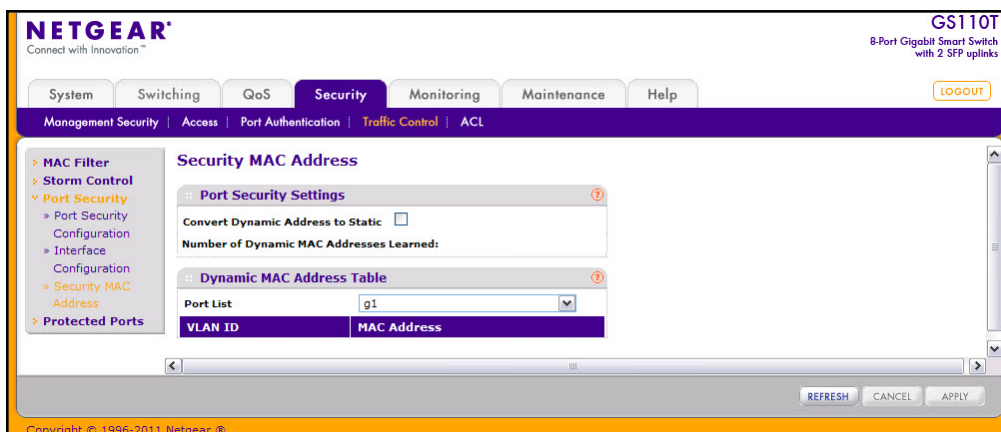 NETGEAR®
Connect with Innovation™
GS110T
8-Port Gigabit Smart Switch
with 2 SFP uplinks
System Switching QoS Security Monitoring Maintenance Help
LOGOUT
Management Security | Access | Port Authentication | Traffic Control | ACL
MAC Filter
Storm Control
Port Security
» Port Security
Configuration
» Interface
Configuration
» Security MAC
Address
Protected Ports
Security MAC Address
Port Security Settings ?
Convert Dynamic Address to Static
Number of Dynamic MAC Addresses Learned:
Dynamic MAC Address Table ?
Port List g1
VLAN ID MAC Address
REFRESH CANCEL APPLY
Copyright © 1996-2011 Netgear ®